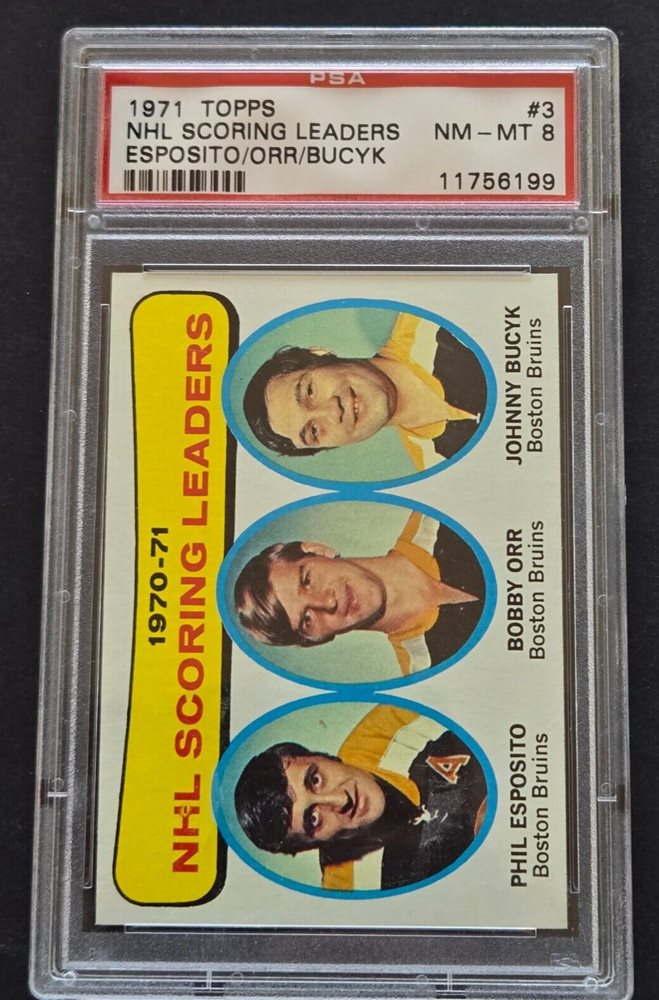 PSA
1971 TOPPS #3
NHL SCORING LEADERS NM - MT 8
ESPOSITO/ORR/BUCYK
11756199
1970-71
NHL SCORING LEADERS
PHIL ESPOSITO
Boston Bruins
BOBBY ORR
Boston Bruins
JOHNNY BUCYK
Boston Bruins
A